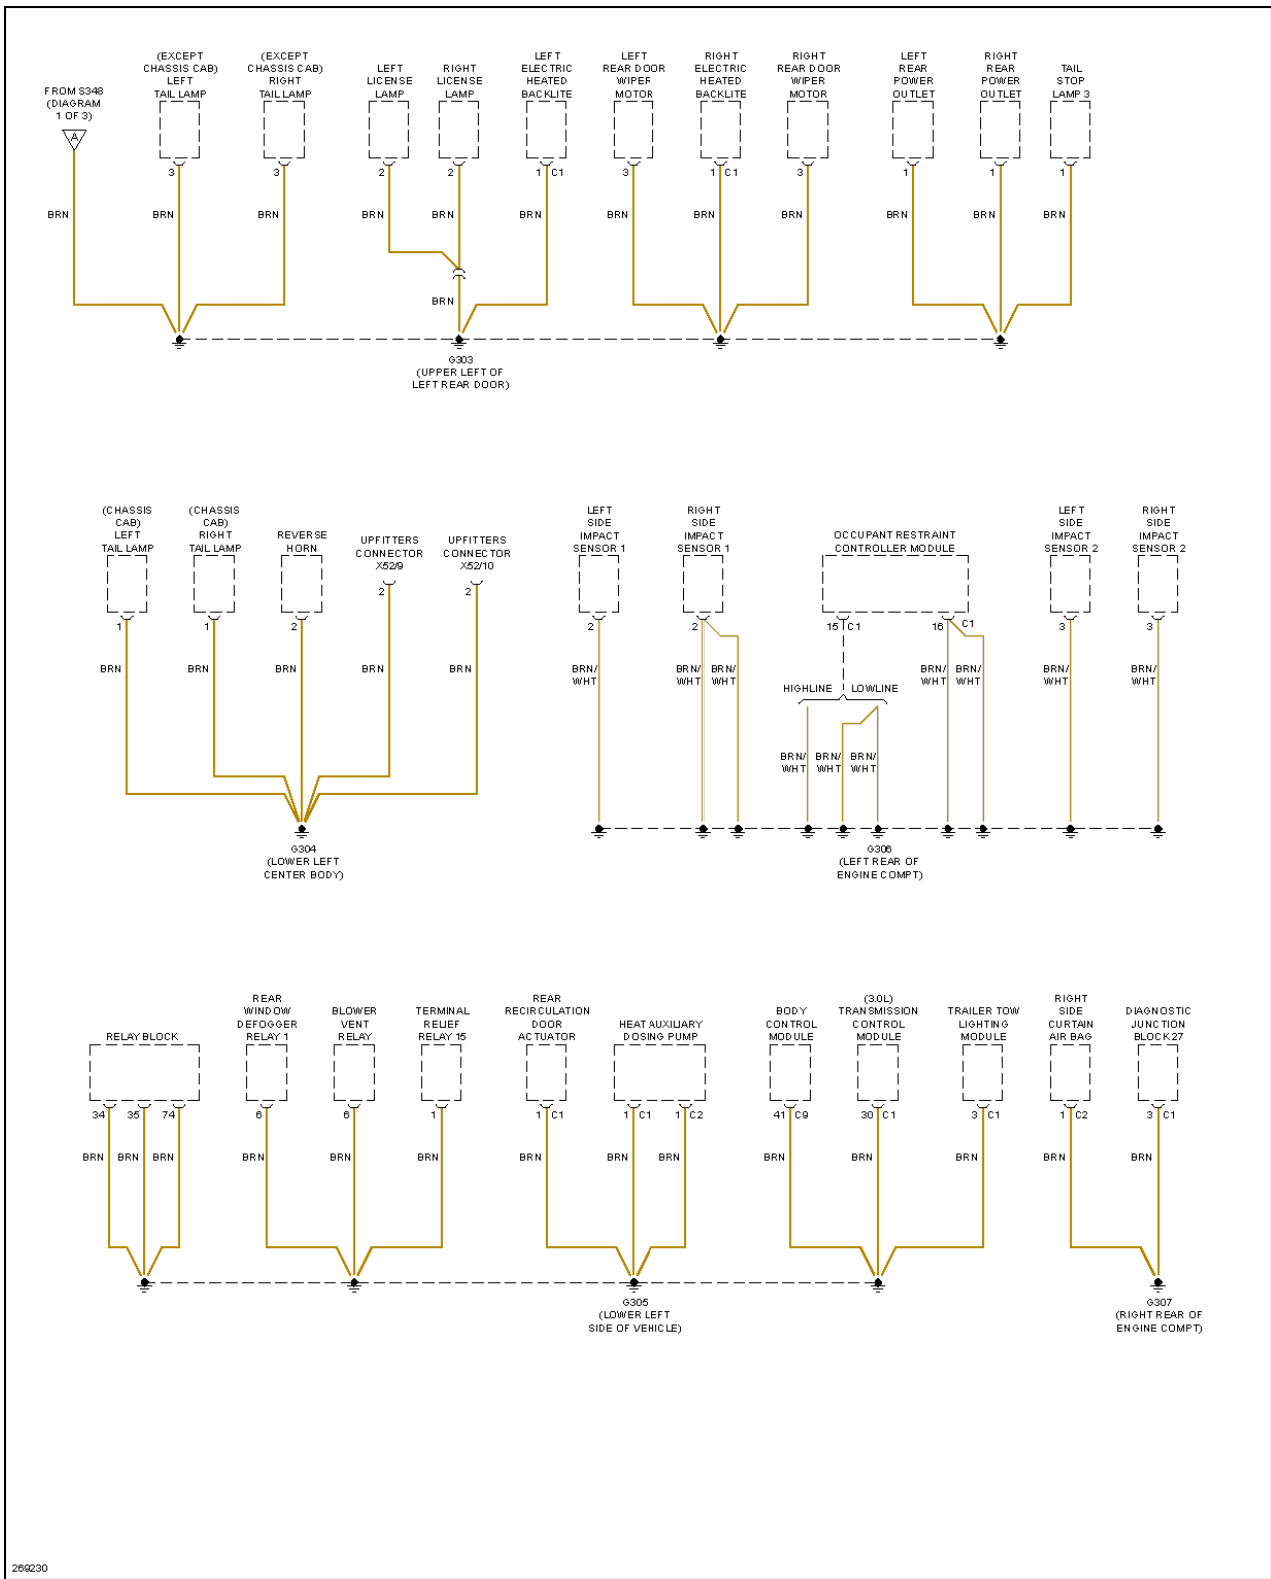 FROM S348
(DIAGRAM
1 OF 3)
A
(EXCEPT
CHASSIS CAB)
LEFT
TAIL LAMP
(EXCEPT
CHASSIS CAB)
RIGHT
TAIL LAMP
LEFT
LICENSE
LAMP
RIGHT
LICENSE
LAMP
LEFT
ELECTRIC
HEATED
BACKLITE
LEFT
REAR DOOR
WIPER
MOTOR
RIGHT
ELECTRIC
HEATED
BACKLITE
RIGHT
REAR DOOR
WIPER
MOTOR
LEFT
REAR
POWER
OUTLET
RIGHT
REAR
POWER
OUTLET
TAIL
STOP
LAMP 3
3
3
2
2
1 C1
3
1 C1
3
1
1
1
BRN
BRN
BRN
BRN
BRN
BRN
BRN
BRN
BRN
BRN
BRN
BRN
BRN
G303
(UPPER LEFT OF
LEFT REAR DOOR)
(CHASSIS
CAB)
LEFT
TAIL LAMP
(CHASSIS
CAB)
RIGHT
TAIL LAMP
REVERSE
HORN
UPFITTERS
CONNECTOR
X52/9
UPFITTERS
CONNECTOR
X52/10
1
1
2
2
2
BRN
BRN
BRN
BRN
BRN
G304
(LOWER LEFT
CENTER BODY)
LEFT
SIDE
IMPACT
SENSOR 1
RIGHT
SIDE
IMPACT
SENSOR 1
OCCUPANT RESTRAINT
CONTROLLER MODULE
LEFT
SIDE
IMPACT
SENSOR 2
RIGHT
SIDE
IMPACT
SENSOR 2
2
2
15 C1
16 C1
3
3
BRN/
WHT
BRN/
WHT
BRN/
WHT
BRN/
WHT
BRN/
WHT
BRN/
WHT
BRN/
WHT
HIGHLINE
LOWLINE
BRN/
WHT
BRN/
WHT
BRN/
WHT
G306
(LEFT REAR OF
ENGINE COMPT)
RELAY BLOCK
REAR
WINDOW
DEFOGGER
RELAY 1
BLOWER
VENT
RELAY
TERMINAL
RELIEF
RELAY 15
REAR
RECIRCULATION
DOOR
ACTUATOR
HEAT AUXILIARY
DOSING PUMP
BODY
CONTROL
MODULE
(3.0L)
TRANSMISSION
CONTROL
MODULE
TRAILER TOW
LIGHTING
MODULE
RIGHT
SIDE
CURTAIN
AIR BAG
DIAGNOSTIC
JUNCTION
BLOCK 27
34
35
74
6
6
1
1 C1
1 C1
1 C2
41 C9
30 C1
3 C1
1 C2
3 C1
BRN
BRN
BRN
BRN
BRN
BRN
BRN
BRN
BRN
BRN
BRN
BRN
BRN
BRN
G305
(LOWER LEFT
SIDE OF VEHICLE)
G307
(RIGHT REAR OF
ENGINE COMPT)
269230